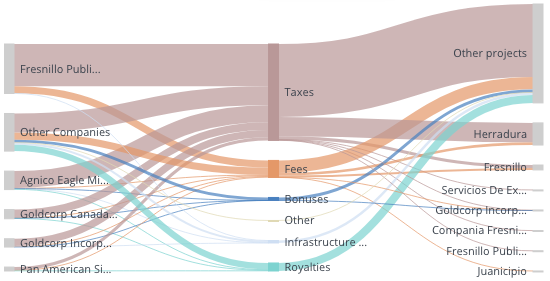 Fresnillo Publi...
Other Companies
Agnico Eagle Mi...
Goldcorp Canada...
Goldcorp Incorp...
Pan American Si...
Taxes
Fees
Bonuses
Other
Infrastructure ...
Royalties
Other projects
Herradura
Fresnillo
Servicios De Ex...
Goldcorp Incorp...
Compania Fresni...
Fresnillo Publi...
Juanicipio